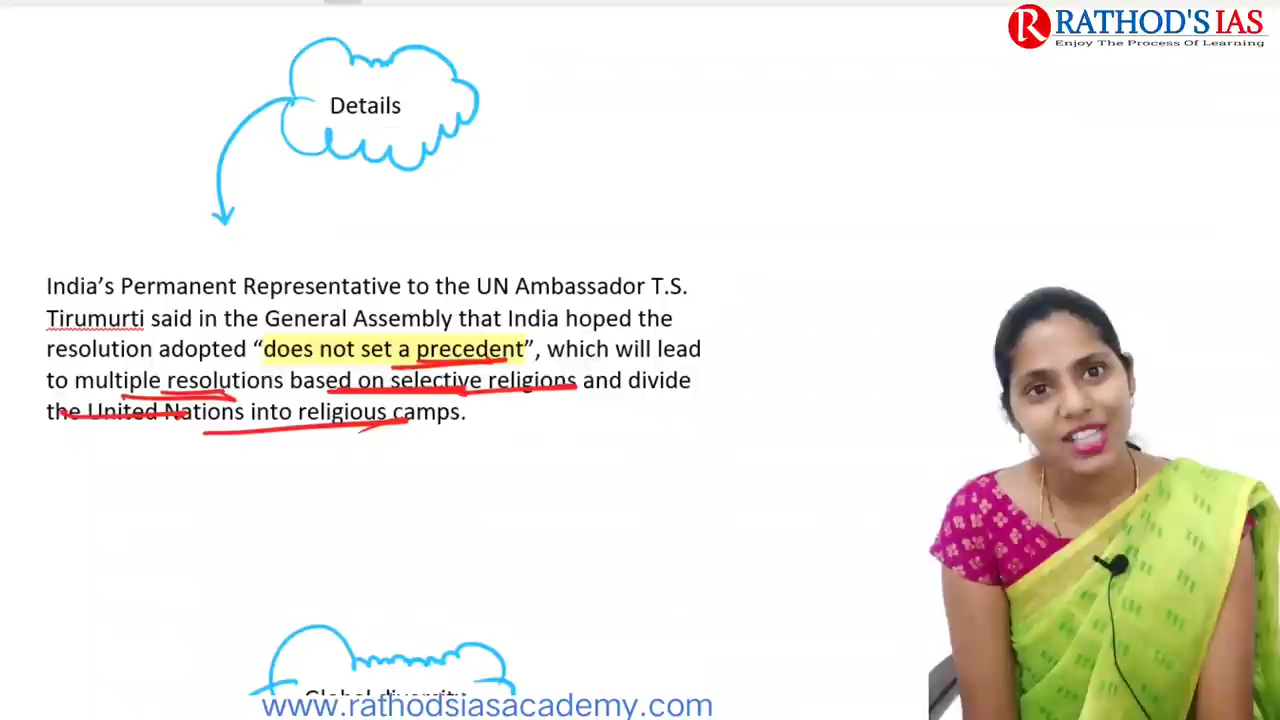 RATHOD'S IAS
Enjoy The Process Of Learning
Details
India’s Permanent Representative to the UN Ambassador T.S.
Tirumurti said in the General Assembly that India hoped the
resolution adopted “does not set a precedent”, which will lead
to multiple resolutions based on selective religions and divide
the United Nations into religious camps.
Global diversity
www.rathodsiasacademy.com